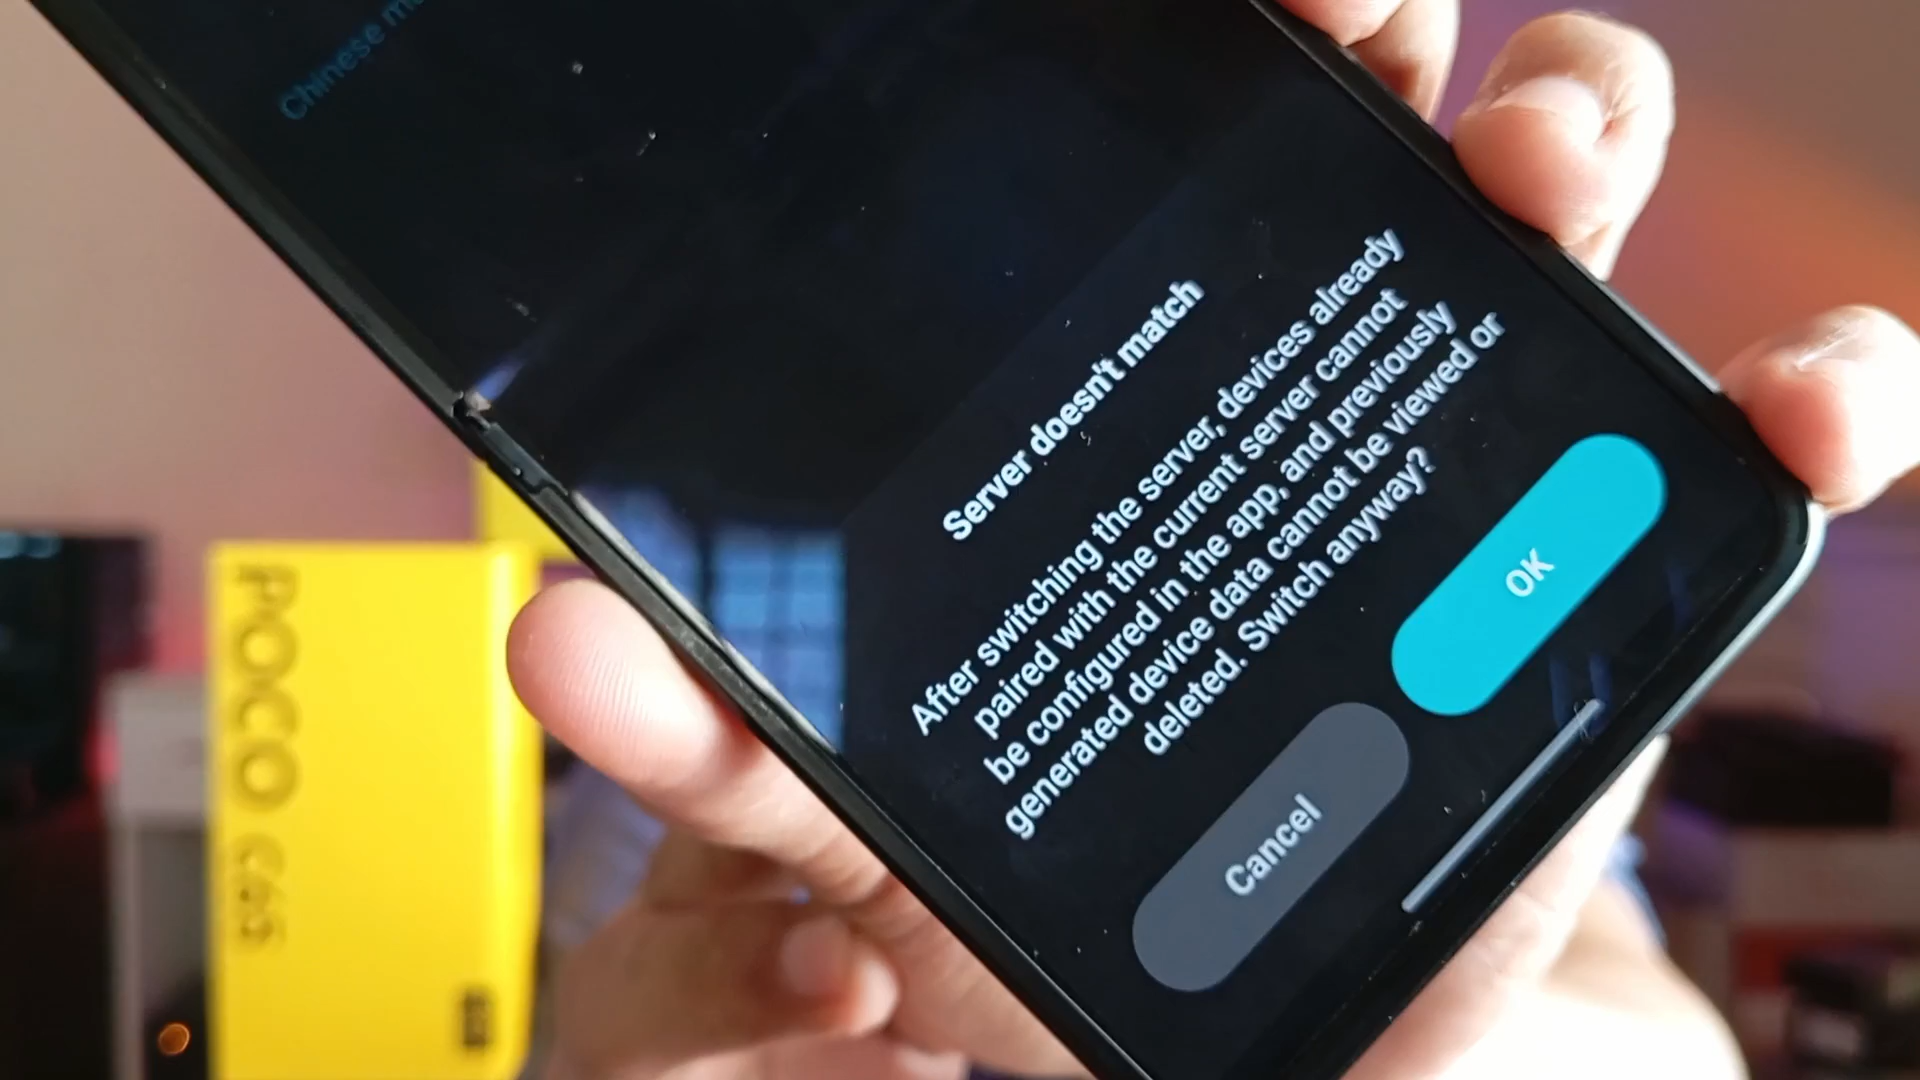 Chinese
Server doesn't match
After switching the server, devices already
paired with the current server cannot
be configured in the app, and previously
generated device data cannot be viewed or
deleted. Switch anyway?
Cancel
OK
POCO C65